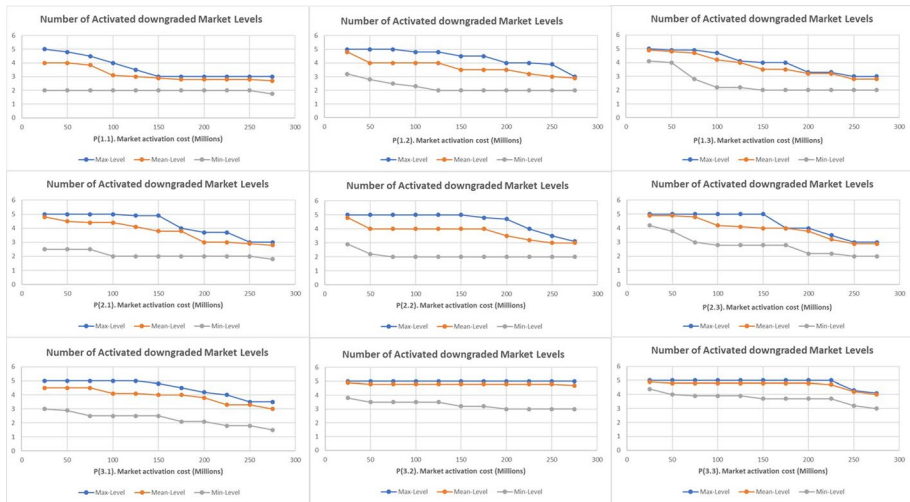 Number of Activated downgraded Market Levels
6
5
4
3
2
1
0
0 50 100 150 200 250 300
P(1.1). Market activation cost (Millions)
Max-Level Mean-Level Min-Level
Number of Activated downgraded Market Levels
6
5
4
3
2
1
0
0 50 100 150 200 250 300
P(1.2). Market activation cost (Millions)
Max-Level Mean-Level Min-Level
Number of Activated downgraded Market Levels
6
5
4
3
2
1
0
0 50 100 150 200 250 300
P(1.3). Market activation cost (Millions)
Max-Level Mean-Level Min-Level
Number of Activated downgraded Market Levels
6
5
4
3
2
1
0
0 50 100 150 200 250 300
P(2.1). Market activation cost (Millions)
Max-Level Mean-Level Min-Level
Number of Activated downgraded Market Levels
6
5
4
3
2
1
0
0 50 100 150 200 250 300
P(2.2). Market activation cost (Millions)
Max-Level Mean-Level Min-Level
Number of Activated downgraded Market Levels
6
5
4
3
2
1
0
0 50 100 150 200 250 300
P(2.3). Market activation cost (Millions)
Max-Level Mean-Level Min-Level
Number of Activated downgraded Market Levels
6
5
4
3
2
1
0
0 50 100 150 200 250 300
P(3.1). Market activation cost (Millions)
Max-Level Mean-Level Min-Level
Number of Activated downgraded Market Levels
6
5
4
3
2
1
0
0 50 100 150 200 250 300
P(3.2). Market activation cost (Millions)
Max-Level Mean-Level Min-Level
Number of Activated downgraded Market Levels
6
5
4
3
2
1
0
0 50 100 150 200 250 300
P(3.3). Market activation cost (Millions)
Max-Level Mean-Level Min-Level